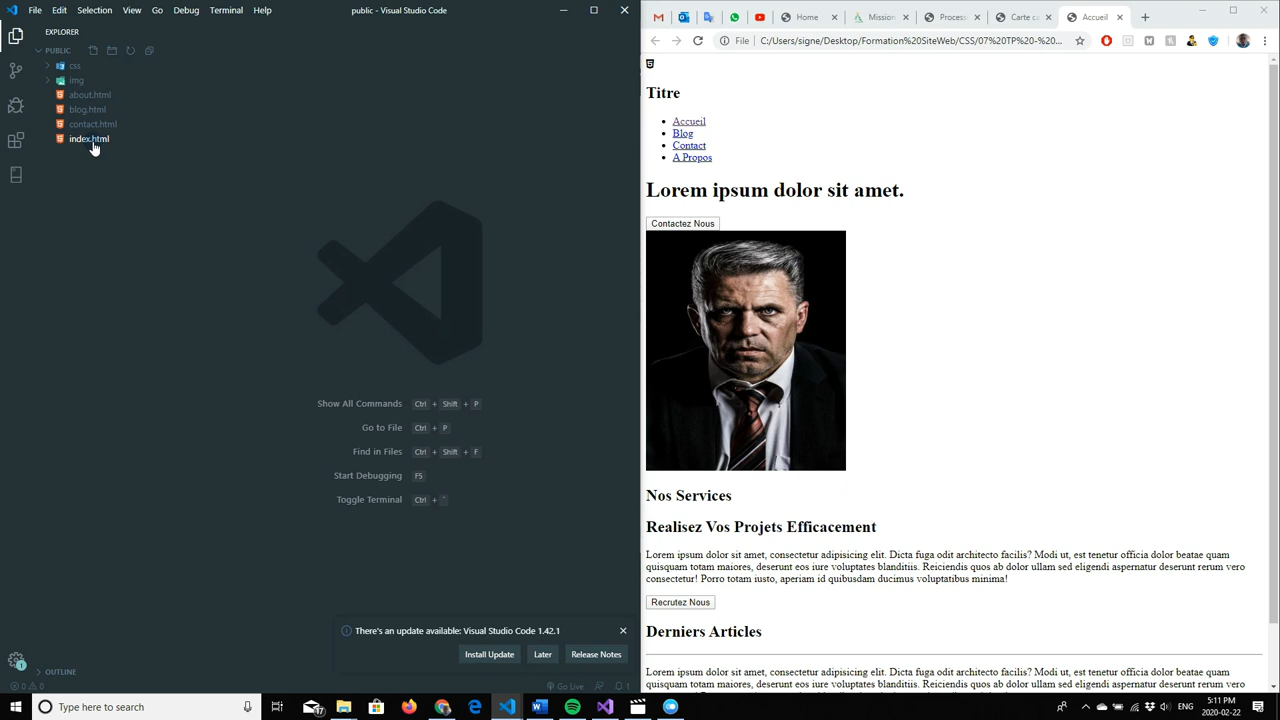 File Edit Selection View Go Debug Terminal Help
public - Visual Studio Code
EXPLORER
PUBLIC
css
img
about.html
blog.html
contact.html
index.html
Show All Commands Ctrl + Shift + P
Go to File Ctrl + P
Find in Files Ctrl + Shift + F
Start Debugging F5
Toggle Terminal Ctrl + `
There's an update available: Visual Studio Code 1.42.1
Install Update Later Release Notes
OUTLINE
0 0
Go Live
1
Home
Mission
Process
Carte ca
Accueil
File C:/Users/signe/Desktop/Formation%20SiteWeb/CSS/07%20TP%20-%20...
Titre
Accueil
Blog
Contact
A Propos
Lorem ipsum dolor sit amet.
Contactez Nous
Nos Services
Realisez Vos Projets Efficacement
Lorem ipsum dolor sit amet, consectetur adipisicing elit. Dicta fuga odit architecto facilis? Modi ut, est tenetur officia dolor beatae quam
quisquam totam maiores, deserunt eos iure voluptates blanditiis. Reiciendis quos ab dolor ullam sed eligendi aspernatur deserunt rerum vero
consectetur! Porro totam iusto, aperiam id quibusdam ducimus voluptatibus minima!
Recrutez Nous
Derniers Articles
Lorem ipsum dolor sit amet, consectetur adipisicing elit. Dicta fuga odit architecto facilis? Modi ut, est tenetur officia dolor beatae quam
quisquam totam maiores, deserunt eos iure voluptates blanditiis. Reiciendis quos ab dolor ullam sed eligendi aspernatur deserunt rerum vero
Type here to search
ENG
5:11 PM
2020-02-22